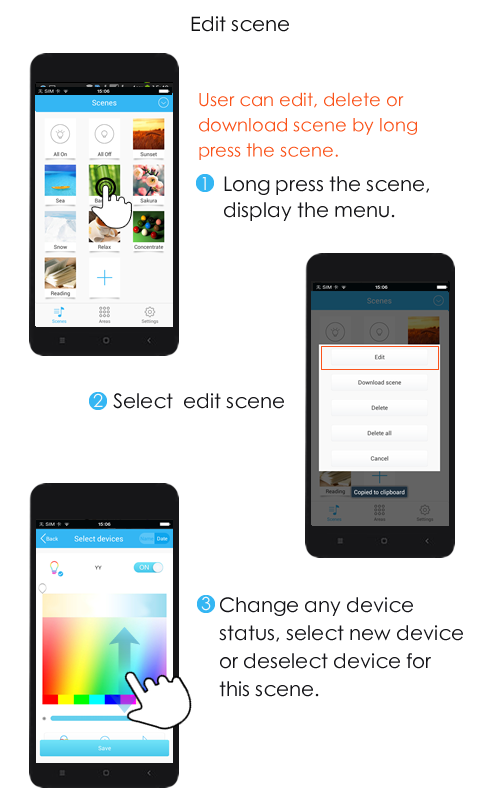 Edit scene
SIM 15:06
Scenes
All On All Off Sunset
Sea Sakura
Snow Relax Concentrate
Reading
Scenes Areas Settings
User can edit, delete or
download scene by long
press the scene.
1 Long press the scene,
display the menu.
SIM 15:06
Scenes
Edit
Download scene
Delete
Delete all
Cancel
Reading Copied to clipboard
Scenes Areas Settings
2 Select edit scene
SIM 15:06
Back Select devices Date
YY ON
Save
3 Change any device
status, select new device
or deselect device for
this scene.